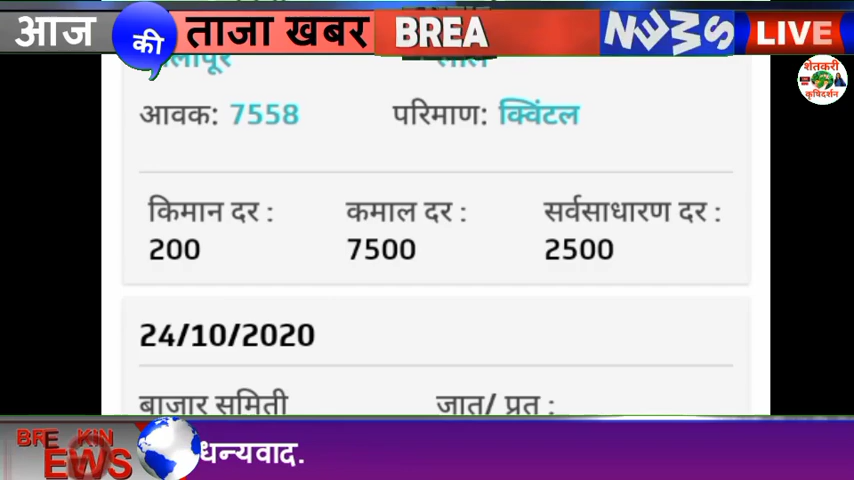 आज की ताजा खबर BREA NEWS LIVE
शेतकरी
कृषिदर्शन
आवक: 7558 परिमाण: क्विंटल
किमान दर : कमाल दर : सर्वसाधारण दर :
200 7500 2500
24/10/2020
बाजार समिती जात/ प्रत :
धन्यवाद.